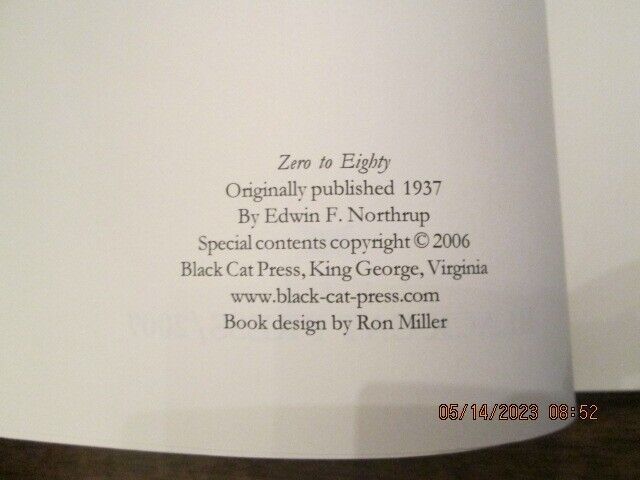 Zero to Eighty
Originally published 1937
By Edwin F. Northrup
Special contents copyright © 2006
Black Cat Press, King George, Virginia
www.black-cat-press.com
Book design by Ron Miller
05/14/2023 08:52